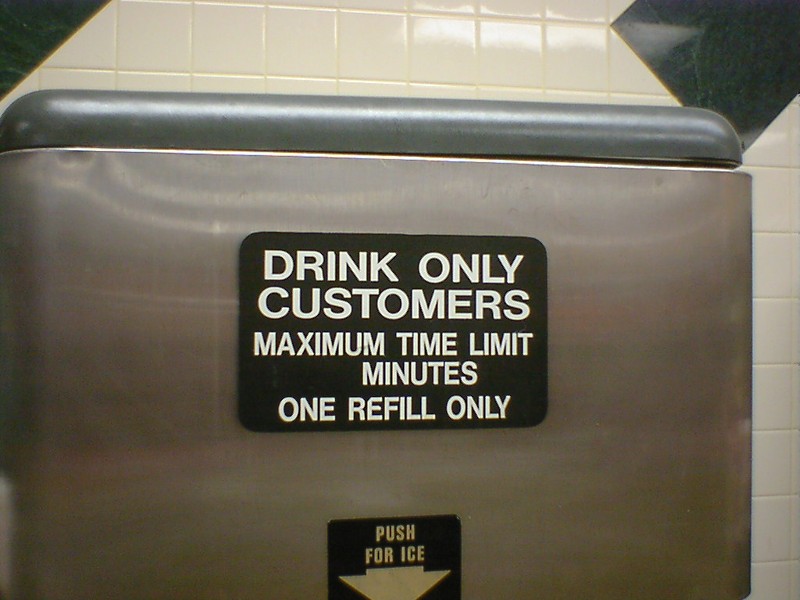 DRINK ONLY
CUSTOMERS
MAXIMUM TIME LIMIT
MINUTES
ONE REFILL ONLY
PUSH
FOR ICE